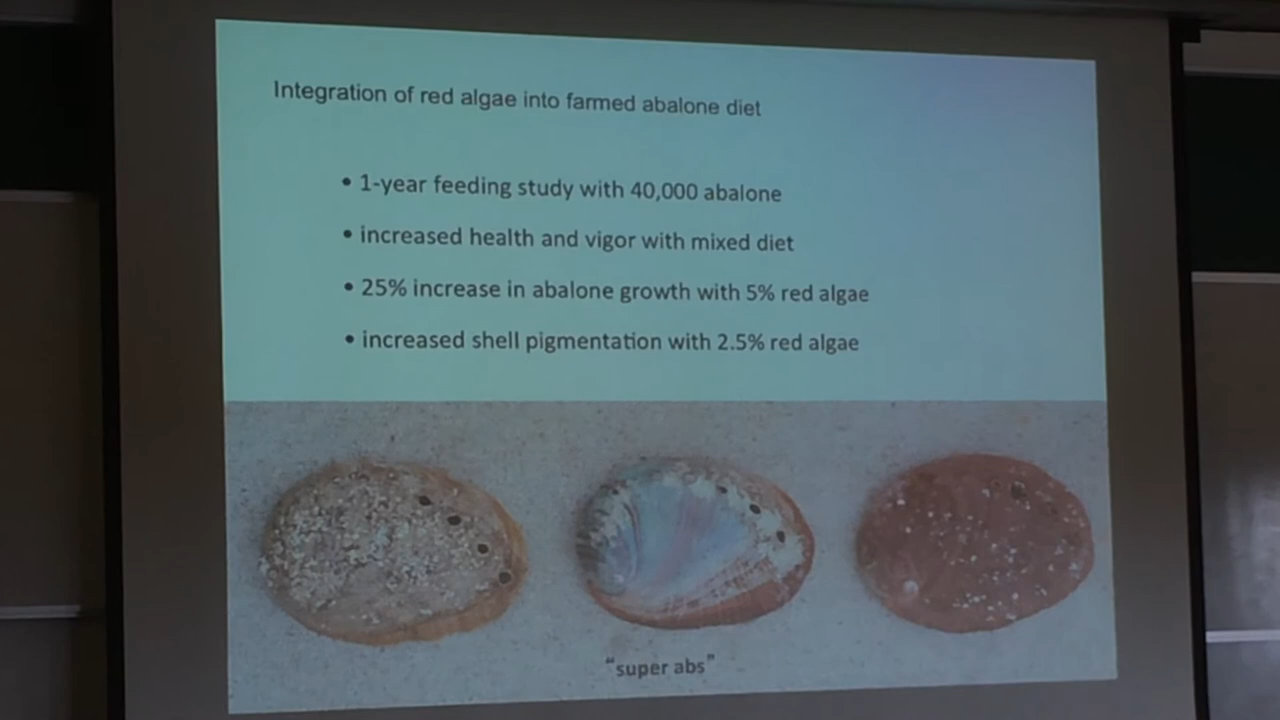 Integration of red algae into farmed abalone diet
• 1-year feeding study with 40,000 abalone
• increased health and vigor with mixed diet
• 25% increase in abalone growth with 5% red algae
• increased shell pigmentation with 2.5% red algae
“super abs”